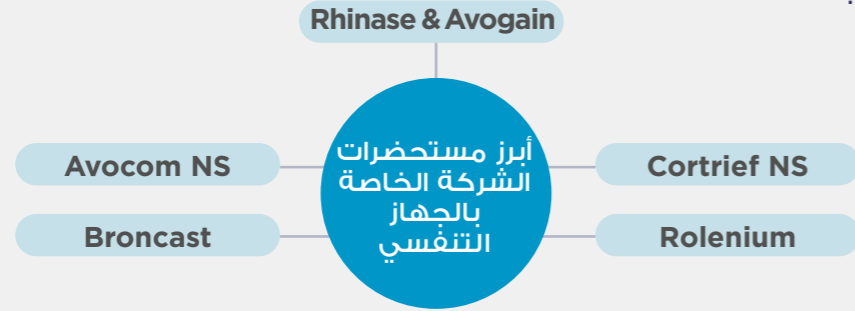 Rhinase & Avogain
أبرز مستحضرات
الشركة الخاصة
بالجهاز
التنفسي
Avocom NS
Cortrief NS
Broncast
Rolenium